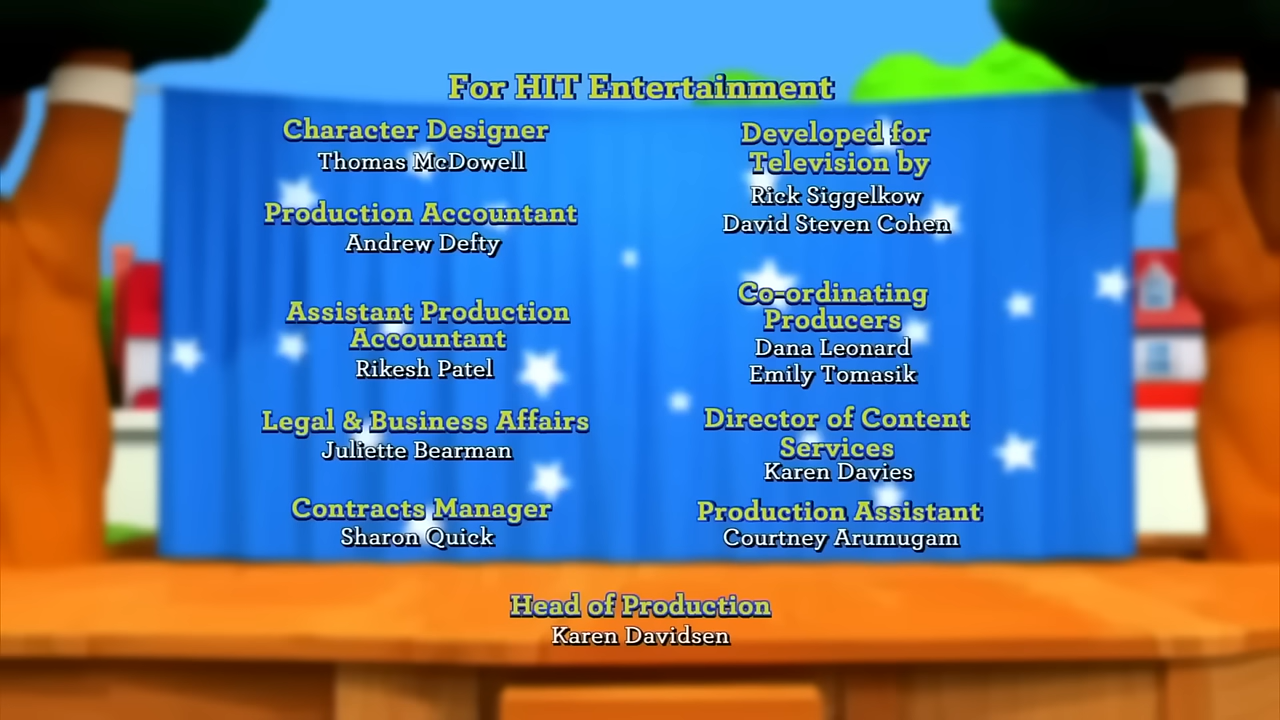 For HIT Entertainment
Character Designer
Thomas McDowell
Production Accountant
Andrew Defty
Assistant Production
Accountant
Rikesh Patel
Legal & Business Affairs
Juliette Bearman
Contracts Manager
Sharon Quick
Developed for
Television by
Rick Siggelkow
David Steven Cohen
Co-ordinating
Producers
Dana Leonard
Emily Tomasik
Director of Content
Services
Karen Davies
Production Assistant
Courtney Arumugam
Head of Production
Karen Davidsen